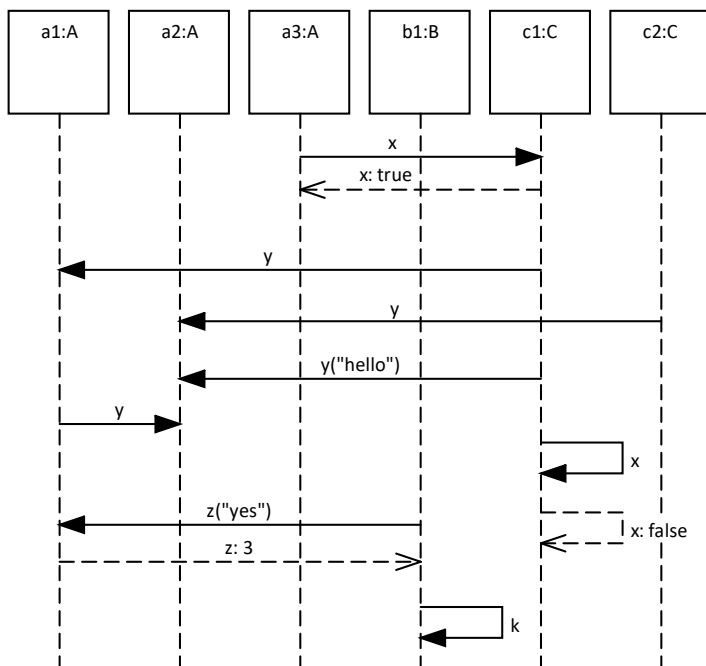 a1:A
a2:A
a3:A
b1:B
c1:C
c2:C
x
x: true
y
y
y("hello")
y
x
z("yes")
x: false
z: 3
k